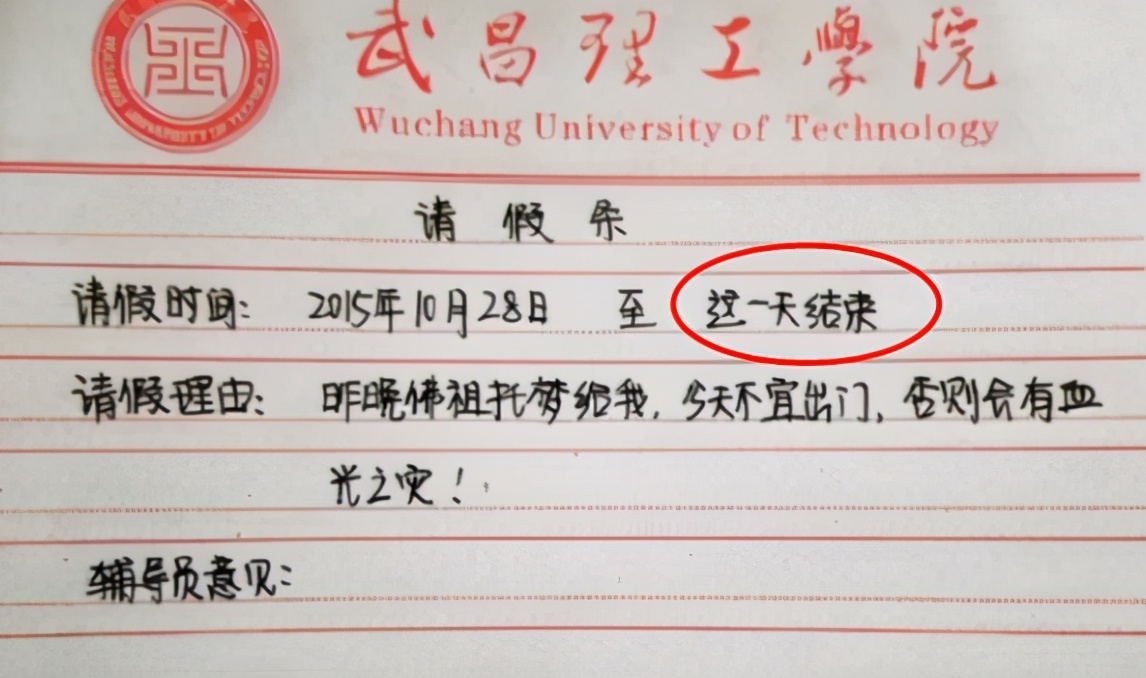 武昌理工學院
Wuchang University of Technology
请假条
请假时间: 2015年10月28日 至 这一天结束
请假理由: 昨晚佛祖托梦给我,今天不宜出门,否则会有血
光之灾!
辅导员意见: